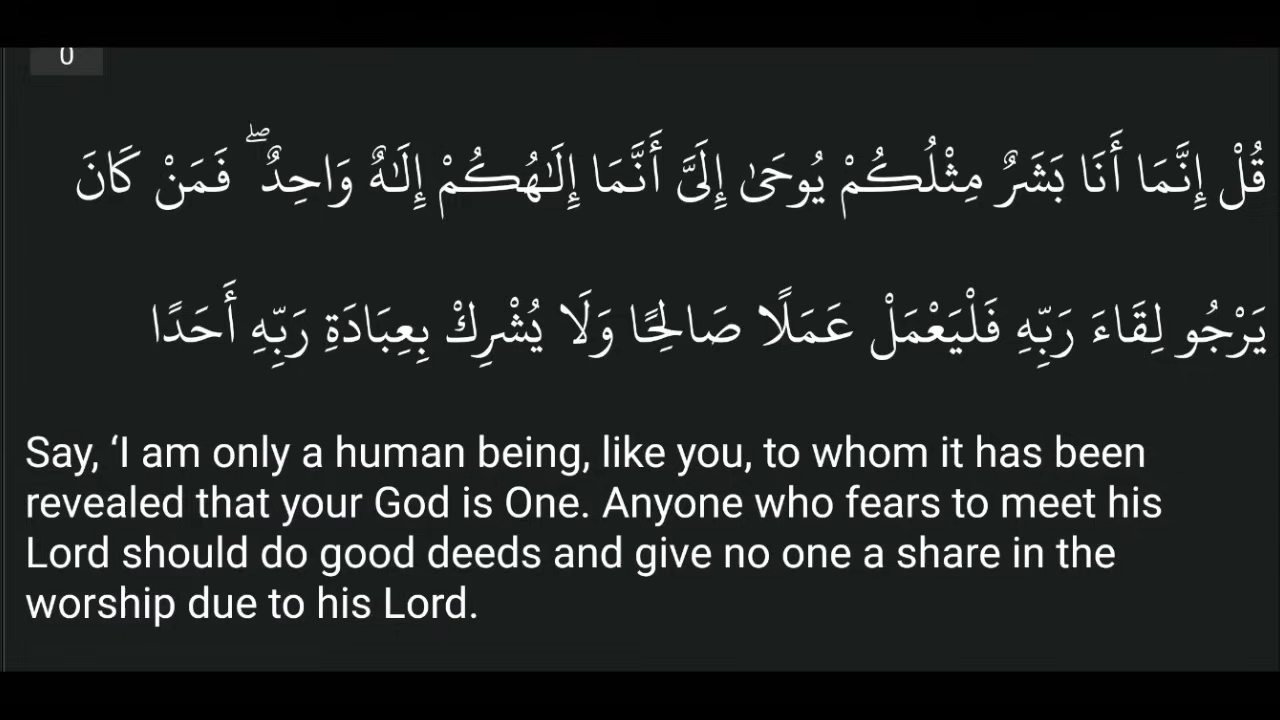 0
قُلْ إِنَّمَا أَنَا بَشَرٌ مِثْلُكُمْ يُوحَىٰ إِلَيَّ أَنَّمَا إِلَٰهُكُمْ إِلَٰهٌ وَاحِدٌ ۖ فَمَنْ كَانَ
يَرْجُو لِقَاءَ رَبِّهِ فَلْيَعْمَلْ عَمَلًا صَالِحًا وَلَا يُشْرِكْ بِعِبَادَةِ رَبِّهِ أَحَدًا
Say, ‘I am only a human being, like you, to whom it has been
revealed that your God is One. Anyone who fears to meet his
Lord should do good deeds and give no one a share in the
worship due to his Lord.